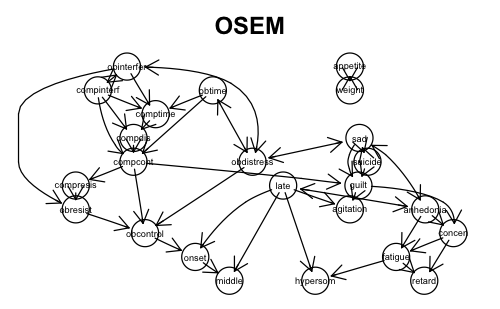 OSEM
obinterfer
appetite
compinterf
obtime
weight
comptime
compdis
sad
compcont
obdistress
suicide
compresis
late
guilt
obresist
agitation
anhedonia
obcontrol
concen
onset
fatigue
middle
hypersom
retard